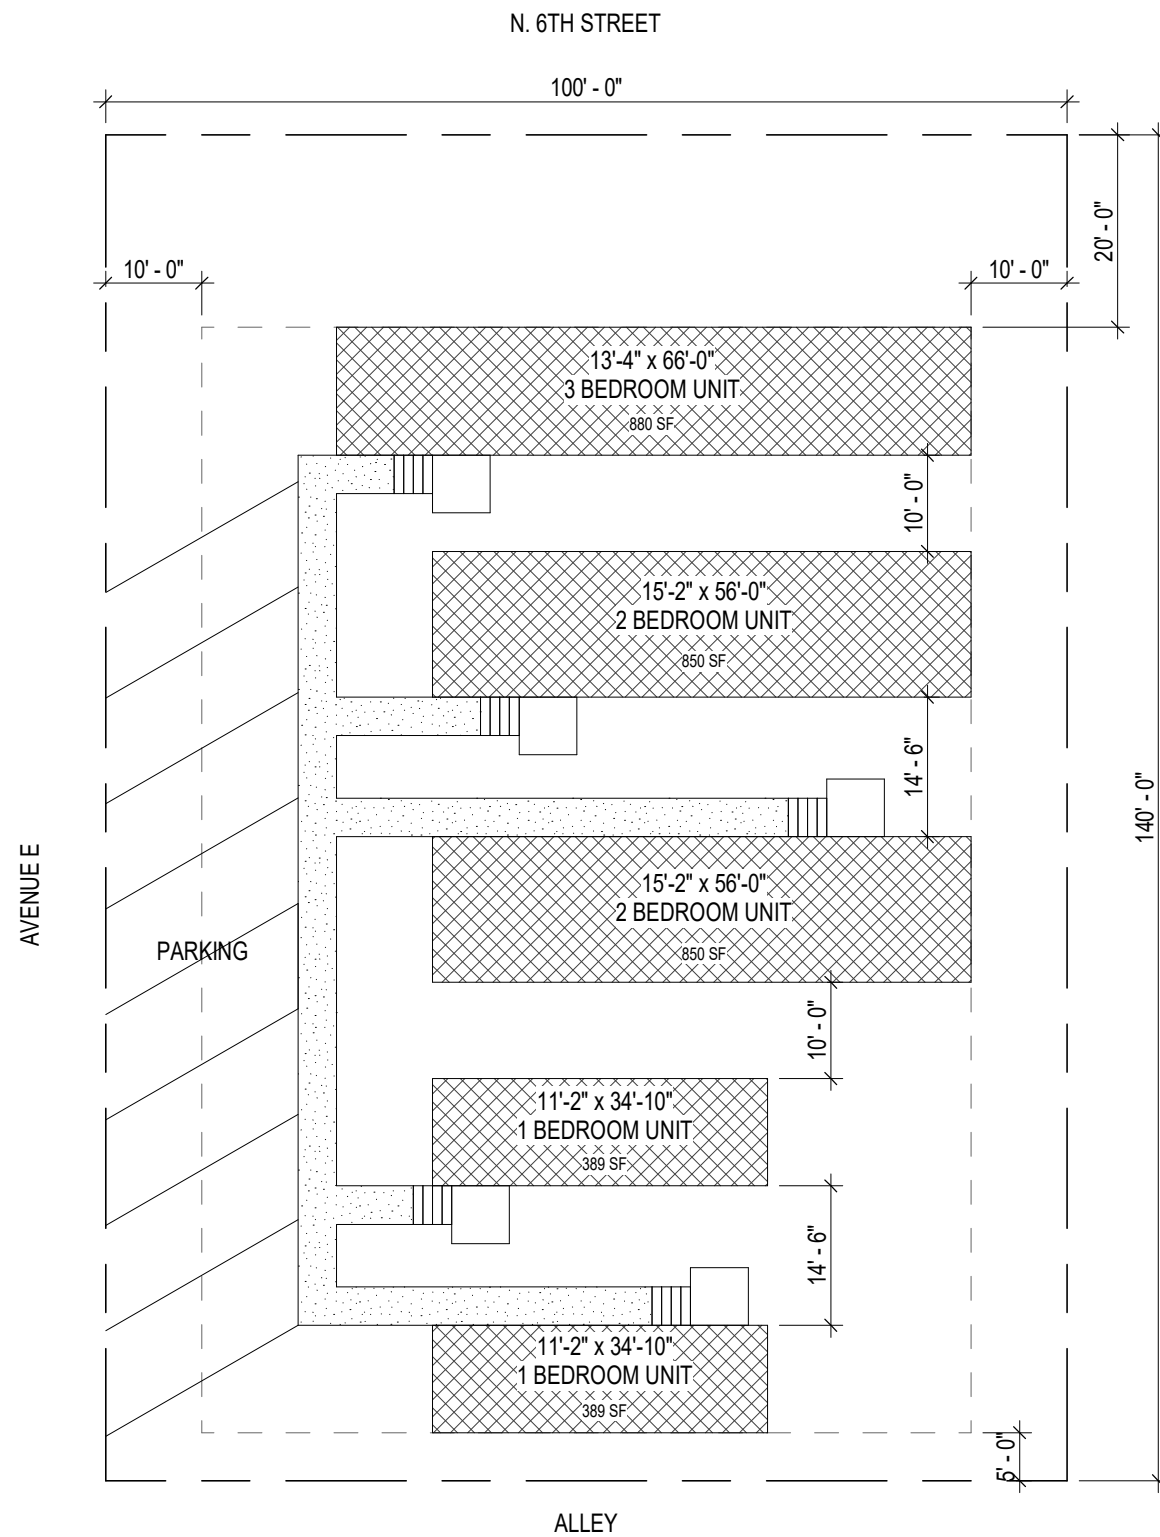 N. 6TH STREET
100' - 0"
20' - 0"
10' - 0"
10' - 0"
13'-4" x 66'-0"
3 BEDROOM UNIT
880 SF
10' - 0"
15'-2" x 56'-0"
2 BEDROOM UNIT
850 SF
14' - 6"
140' - 0"
AVENUE E
15'-2" x 56'-0"
2 BEDROOM UNIT
850 SF
PARKING
10' - 0"
11'-2" x 34'-10"
1 BEDROOM UNIT
389 SF
14' - 6"
11'-2" x 34'-10"
1 BEDROOM UNIT
389 SF
5' - 0"
ALLEY